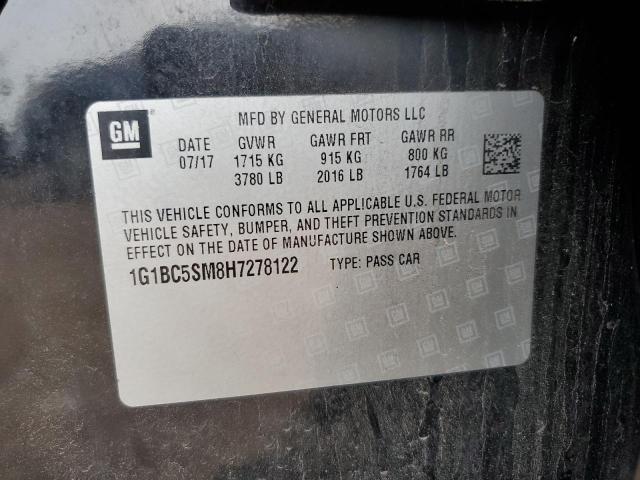 GM
MFD BY GENERAL MOTORS LLC
DATE GVWR GAWR FRT GAWR RR
07/17 1715 KG 915 KG 800 KG
3780 LB 2016 LB 1764 LB
THIS VEHICLE CONFORMS TO ALL APPLICABLE U.S. FEDERAL MOTOR
VEHICLE SAFETY, BUMPER, AND THEFT PREVENTION STANDARDS IN
EFFECT ON THE DATE OF MANUFACTURE SHOWN ABOVE.
1G1BC5SM8H7278122 TYPE: PASS CAR